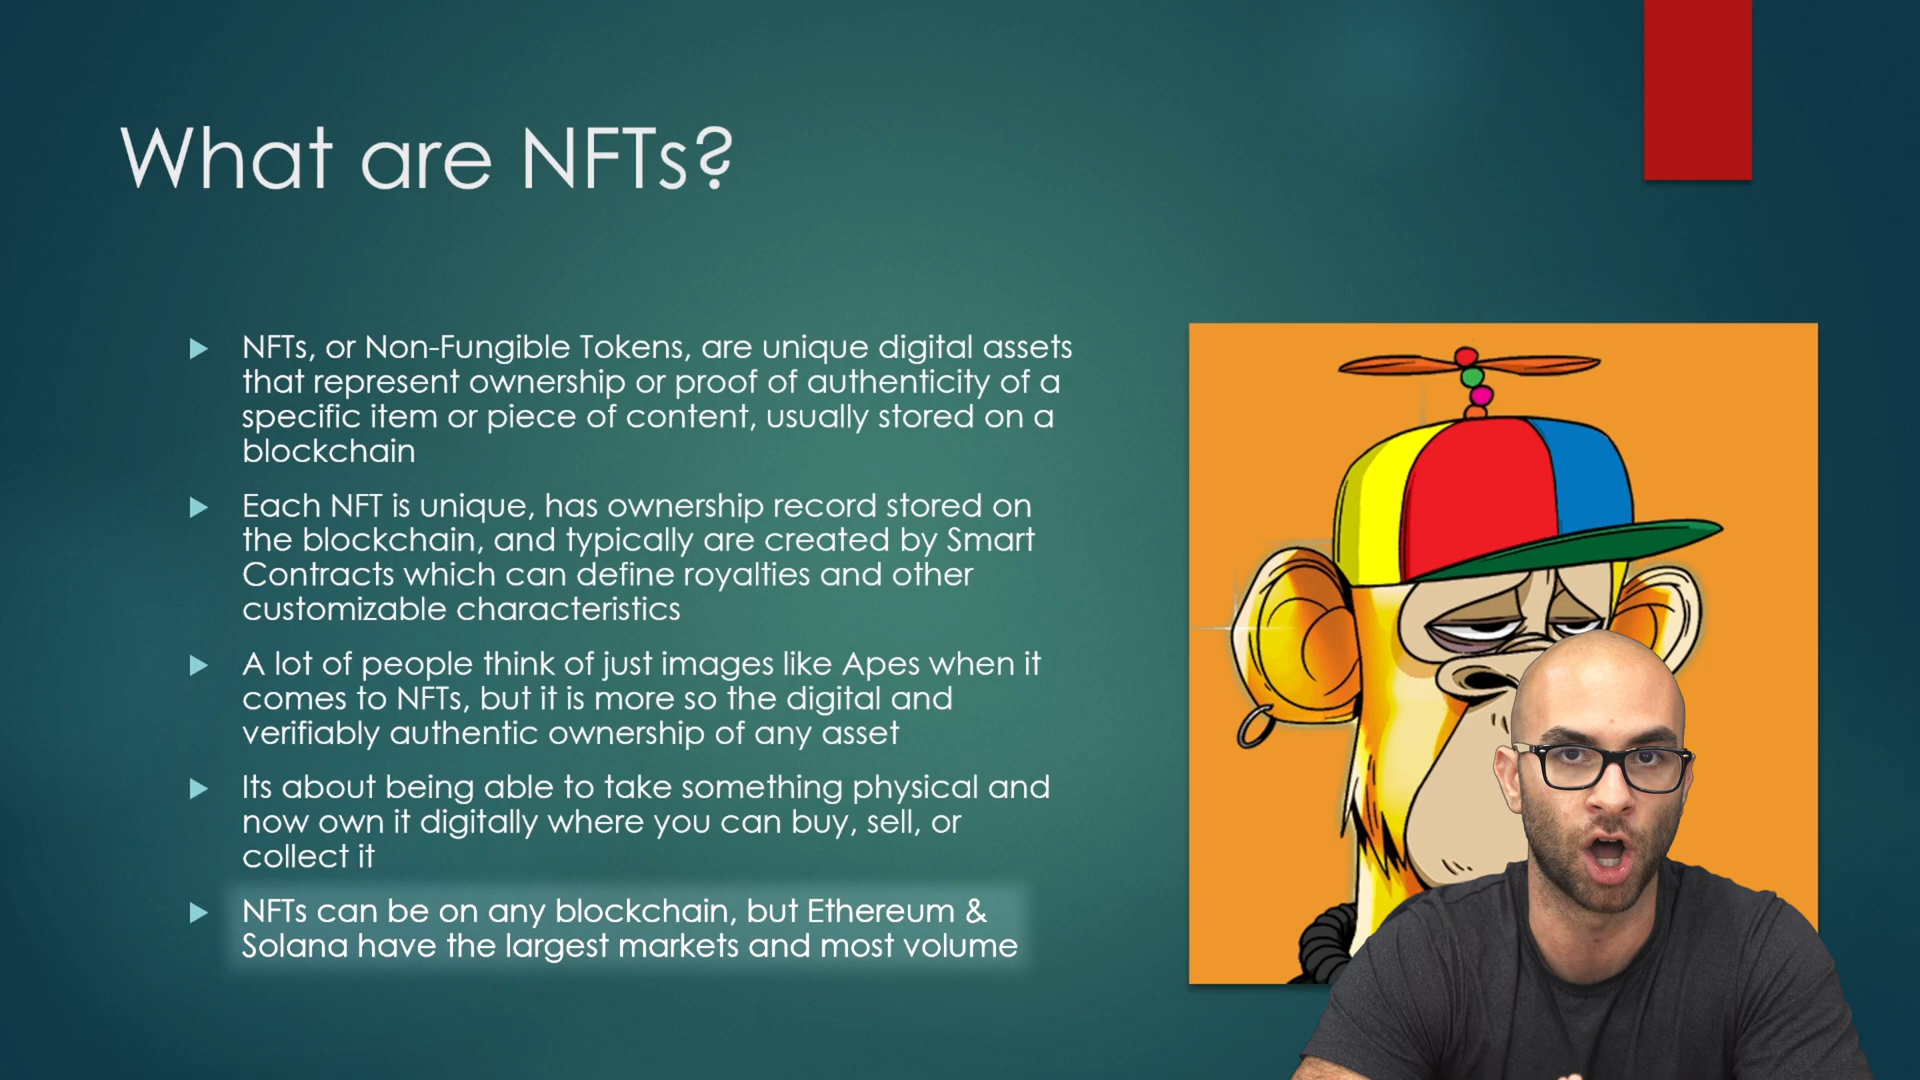 What are NFTs?
NFTs, or Non-Fungible Tokens, are unique digital assets
that represent ownership or proof of authenticity of a
specific item or piece of content, usually stored on a
blockchain
Each NFT is unique, has ownership record stored on
the blockchain, and typically are created by Smart
Contracts which can define royalties and other
customizable characteristics
A lot of people think of just images like Apes when it
comes to NFTs, but it is more so the digital and
verifiably authentic ownership of any asset
Its about being able to take something physical and
now own it digitally where you can buy, sell, or
collect it
NFTs can be on any blockchain, but Ethereum &
Solana have the largest markets and most volume